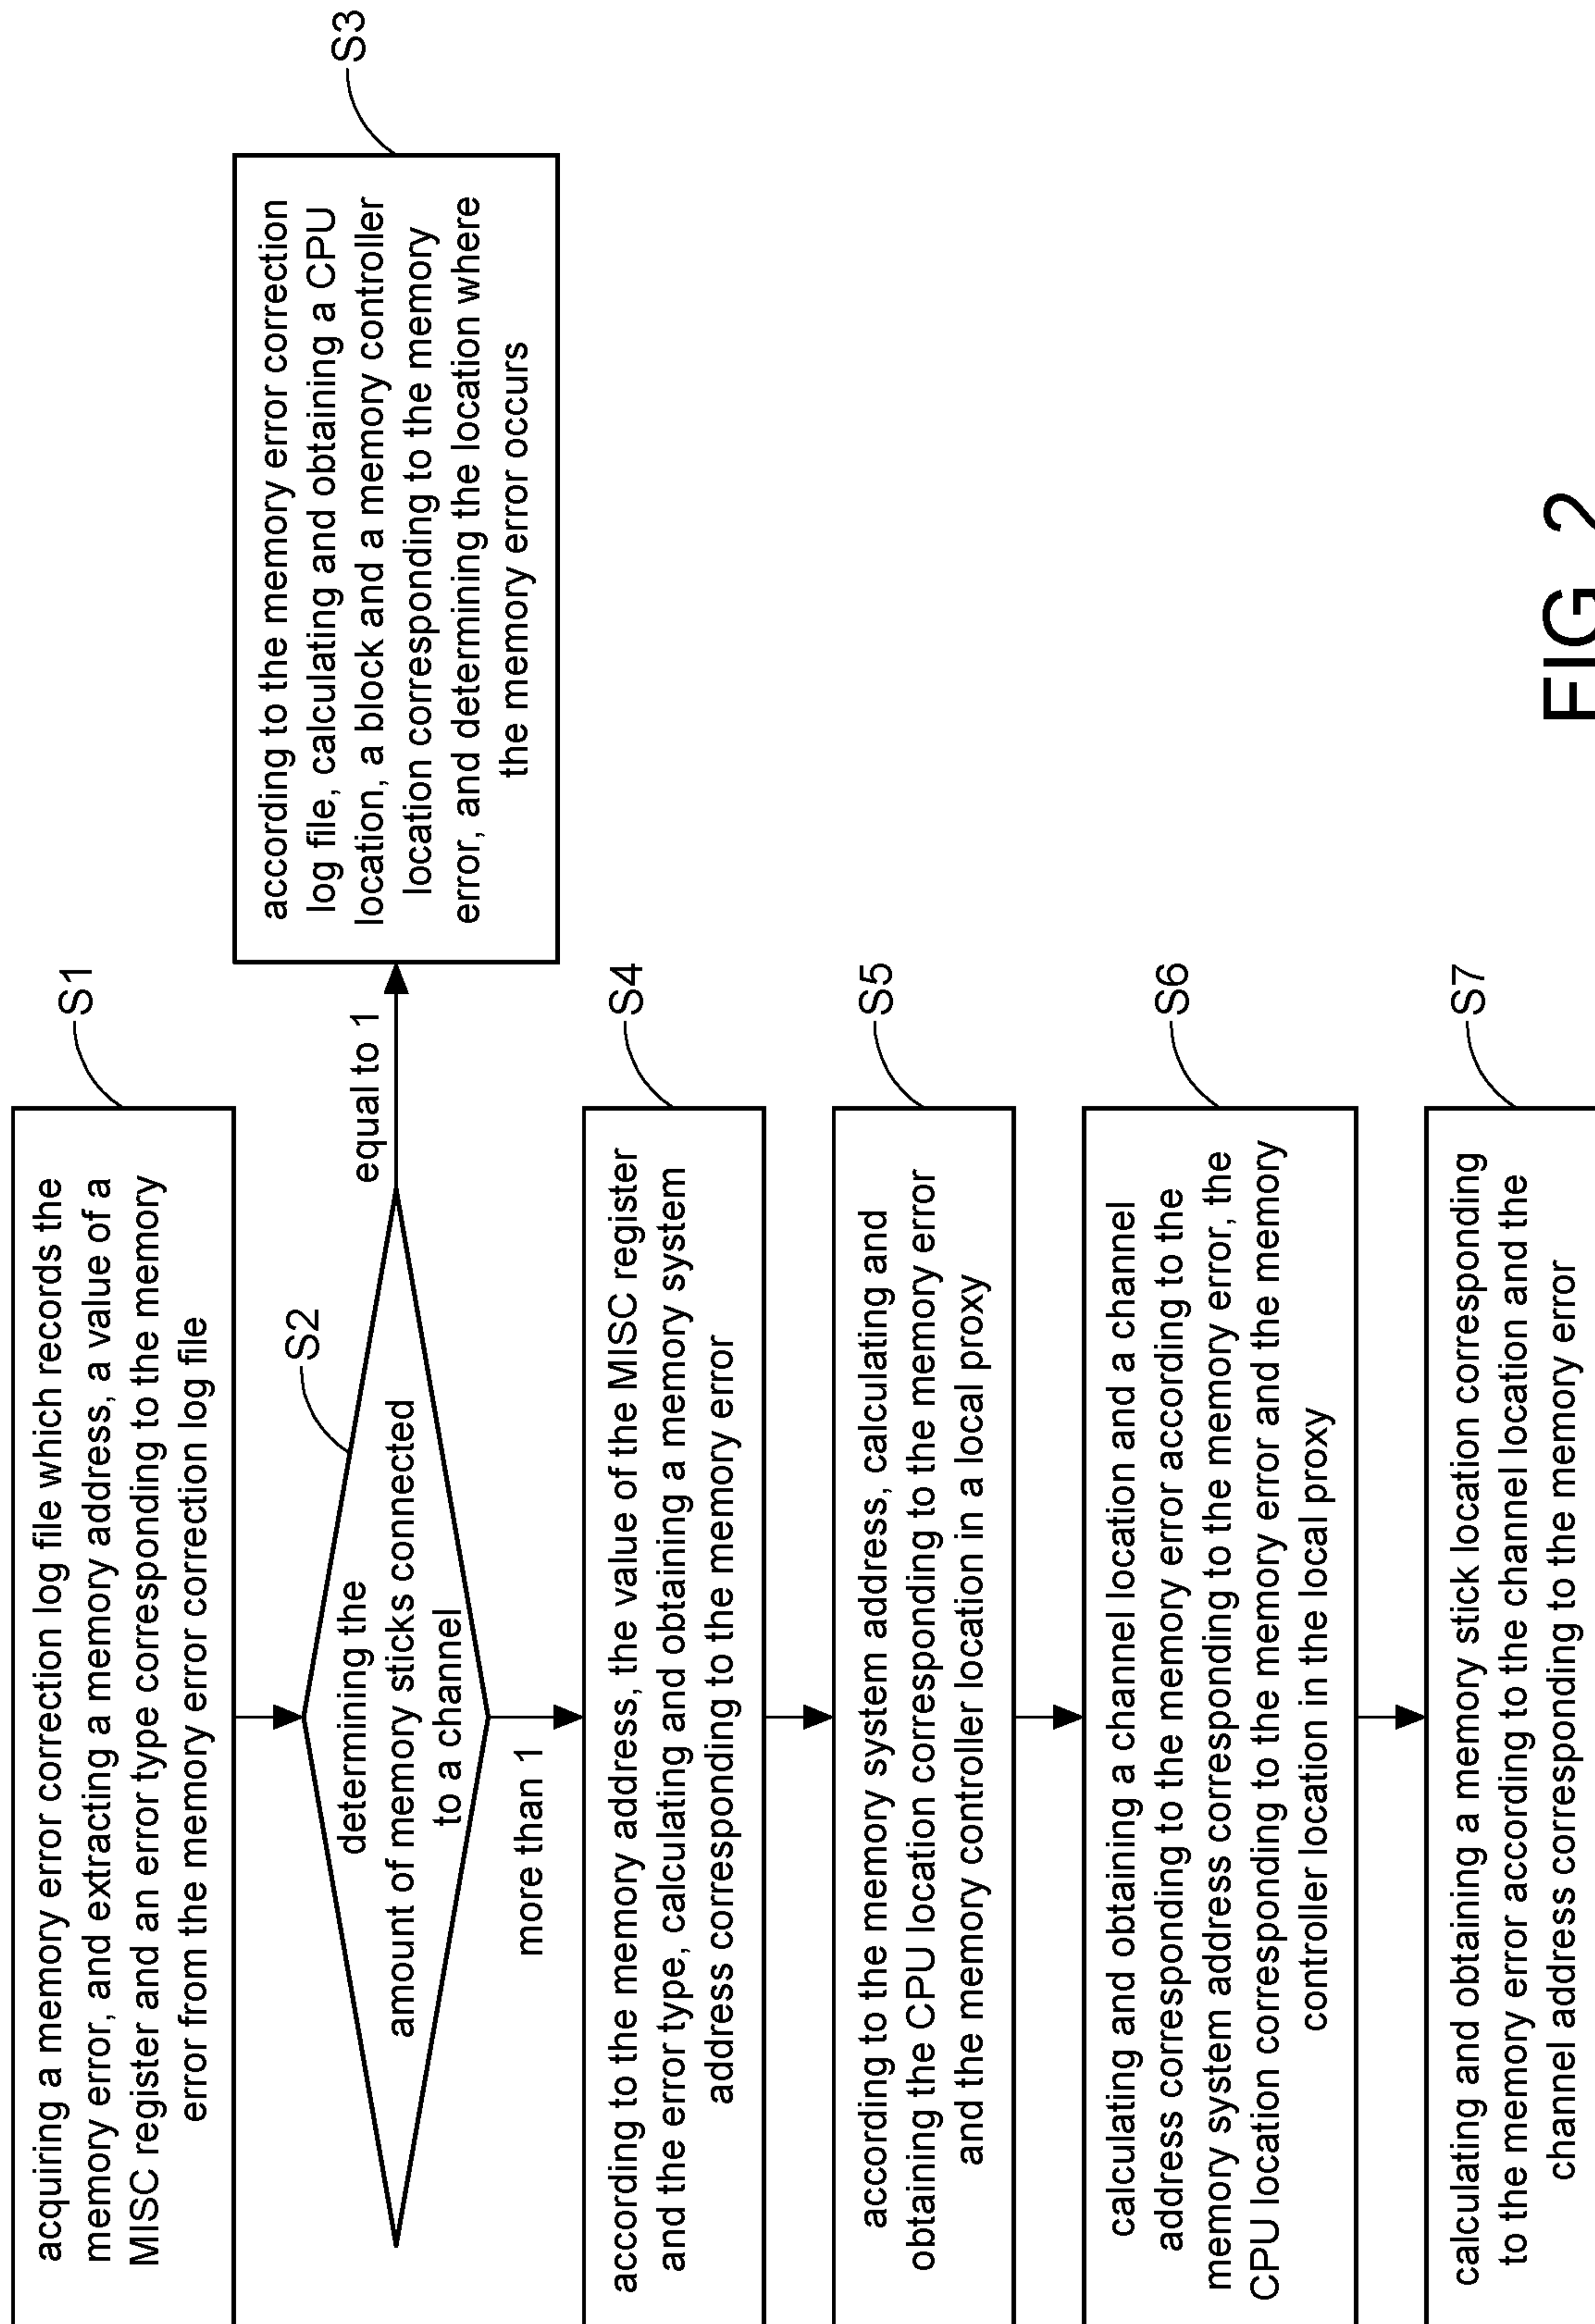 S1
acquiring a memory error correction log file which records the
memory error, and extracting a memory address, a value of a
MISC register and an error type corresponding to the memory
error from the memory error correction log file
S2
determining the
amount of memory sticks connected
to a channel
equal to 1
S3
according to the memory error correction
log file, calculating and obtaining a CPU
location, a block and a memory controller
location corresponding to the memory
error, and determining the location where
the memory error occurs
more than 1
S4
according to the memory address, the value of the MISC register
and the error type, calculating and obtaining a memory system
address corresponding to the memory error
S5
according to the memory system address, calculating and
obtaining the CPU location corresponding to the memory error
and the memory controller location in a local proxy
S6
calculating and obtaining a channel location and a channel
address corresponding to the memory error according to the
memory system address corresponding to the memory error, the
CPU location corresponding to the memory error and the memory
controller location in the local proxy
S7
calculating and obtaining a memory stick location corresponding
to the memory error according to the channel location and the
channel address corresponding to the memory error
FIG 2